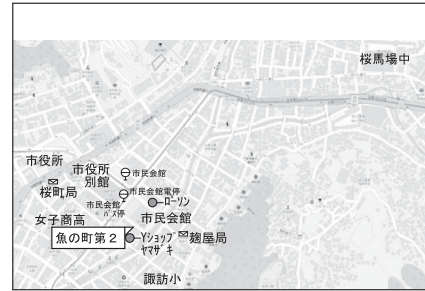 桜馬場中
市役所
市役所
別館
市民会館
桜町局
市民会館電停
市民会館
バス停
ローソン
女子商高
市民会館
魚の町第2
Yショップ
ヤマザキ
麹屋局
諏訪小